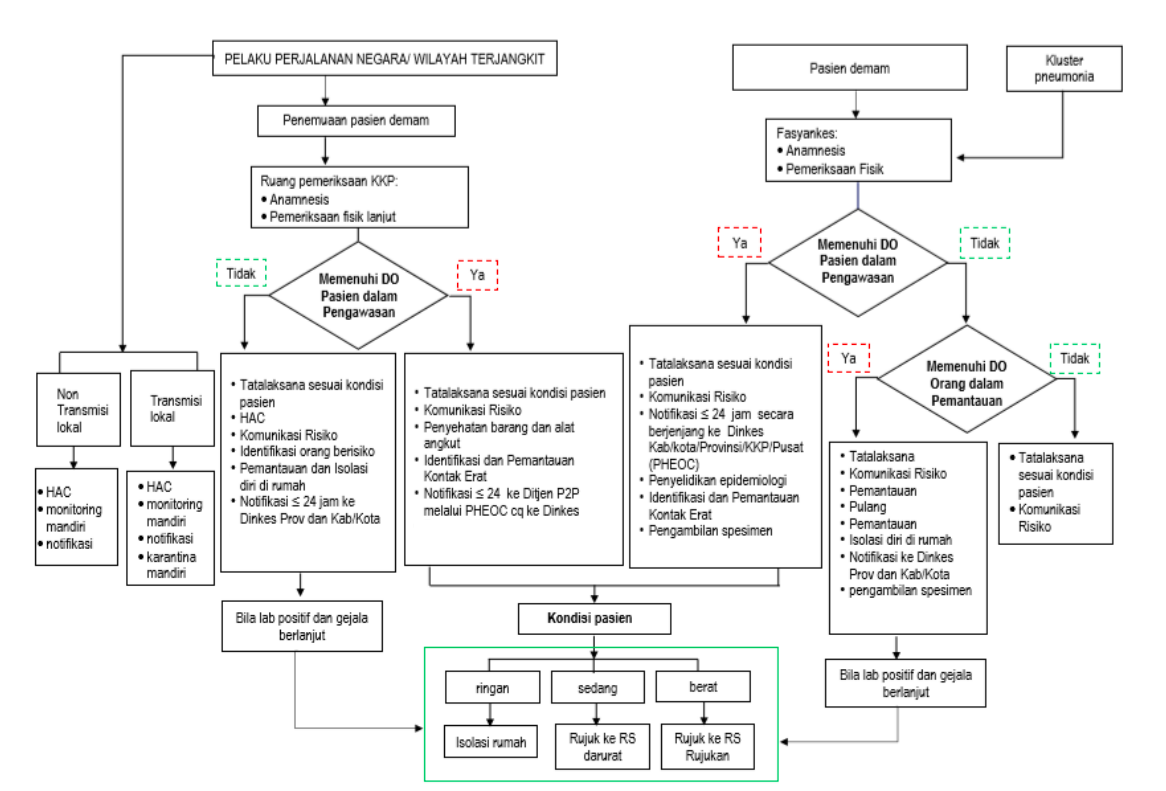 PELAKU PERJALANAN NEGARA/ WILAYAH TERJANGKIT
Penemuaan pasien demam
Ruang pemeriksaan KKP:
• Anamnesis
• Pemeriksaan fisik lanjut
Tidak
Memenuhi DO
Pasien dalam
Pengawasan
Ya
Non
Transmisi
lokal
Transmisi
lokal
• HAC
• monitoring
mandiri
• notifikasi
• HAC
• monitoring
mandiri
• notifikasi
• karantina
mandiri
• Tatalaksana sesuai kondisi
pasien
• HAC
• Komunikasi Risiko
• Identifikasi orang berisiko
• Pemantauan dan Isolasi
diri di rumah
• Notifikasi ≤ 24 jam ke
Dinkes Prov dan Kab/Kota
• Tatalaksana sesuai kondisi pasien
• Komunikasi Risiko
• Penyehatan barang dan alat
angkut
• Identifikasi dan Pemantauan
Kontak Erat
• Notifikasi ≤ 24 ke Ditjen P2P
melalui PHEOC cq ke Dinkes
Bila lab positif dan gejala
berlanjut
Pasien demam
Kluster
pneumonia
Fasyankes:
• Anamnesis
• Pemeriksaan Fisik
Ya
Memenuhi DO
Pasien dalam
Pengawasan
Tidak
• Tatalaksana sesuai kondisi
pasien
• Komunikasi Risiko
• Notifikasi ≤ 24 jam secara
berjenjang ke Dinkes
Kab/kota/Provinsi/KKP/Pusat
(PHEOC)
• Penyelidikan epidemiologi
• Identifikasi dan Pemantauan
Kontak Erat
• Pengambilan spesimen
Ya
Memenuhi DO
Orang dalam
Pemantauan
Tidak
• Tatalaksana
• Komunikasi Risiko
• Pemantauan
• Pulang
• Pemantauan
• Isolasi diri di rumah
• Notifikasi ke Dinkes
Prov dan Kab/Kota
• pengambilan spesimen
• Tatalaksana
sesuai kondisi
pasien
• Komunikasi
Risiko
Bila lab positif dan gejala
berlanjut
Kondisi pasien
ringan
sedang
berat
Isolasi rumah
Rujuk ke RS
darurat
Rujuk ke RS
Rujukan